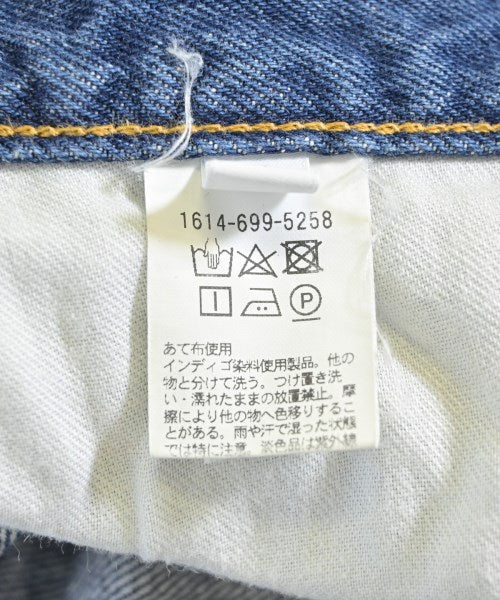 1614-699-5258
P
あて布使用
インディゴ染料使用製品。他の
物と分けて洗う。つけ置き洗
い・濡れたままの放置禁止。摩
擦により他の物へ色移りするこ
とがある。雨や汗で湿った状態
では特に注意。淡色品は紫外線